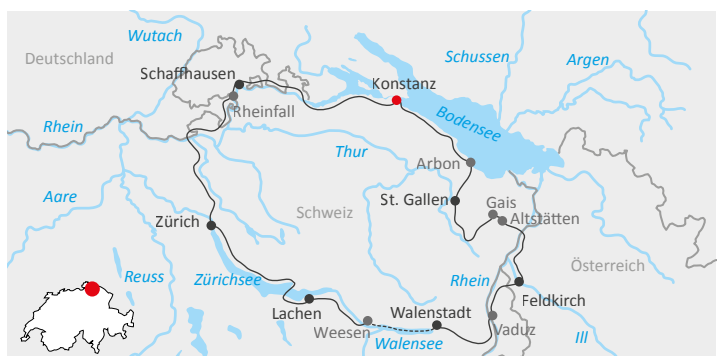 Wutach
Deutschland
Schussen
Argen
Schaffhausen
Konstanz
Rheinfall
Rhein
Bodensee
Thur
Arbon
Aare
St. Gallen
Gais
Altstätten
Schweiz
Zürich
Österreich
Reuss
Zürichsee
Rhein
Feldkirch
Lachen
Walenstadt
Weesen
Vaduz
Walensee
Ill